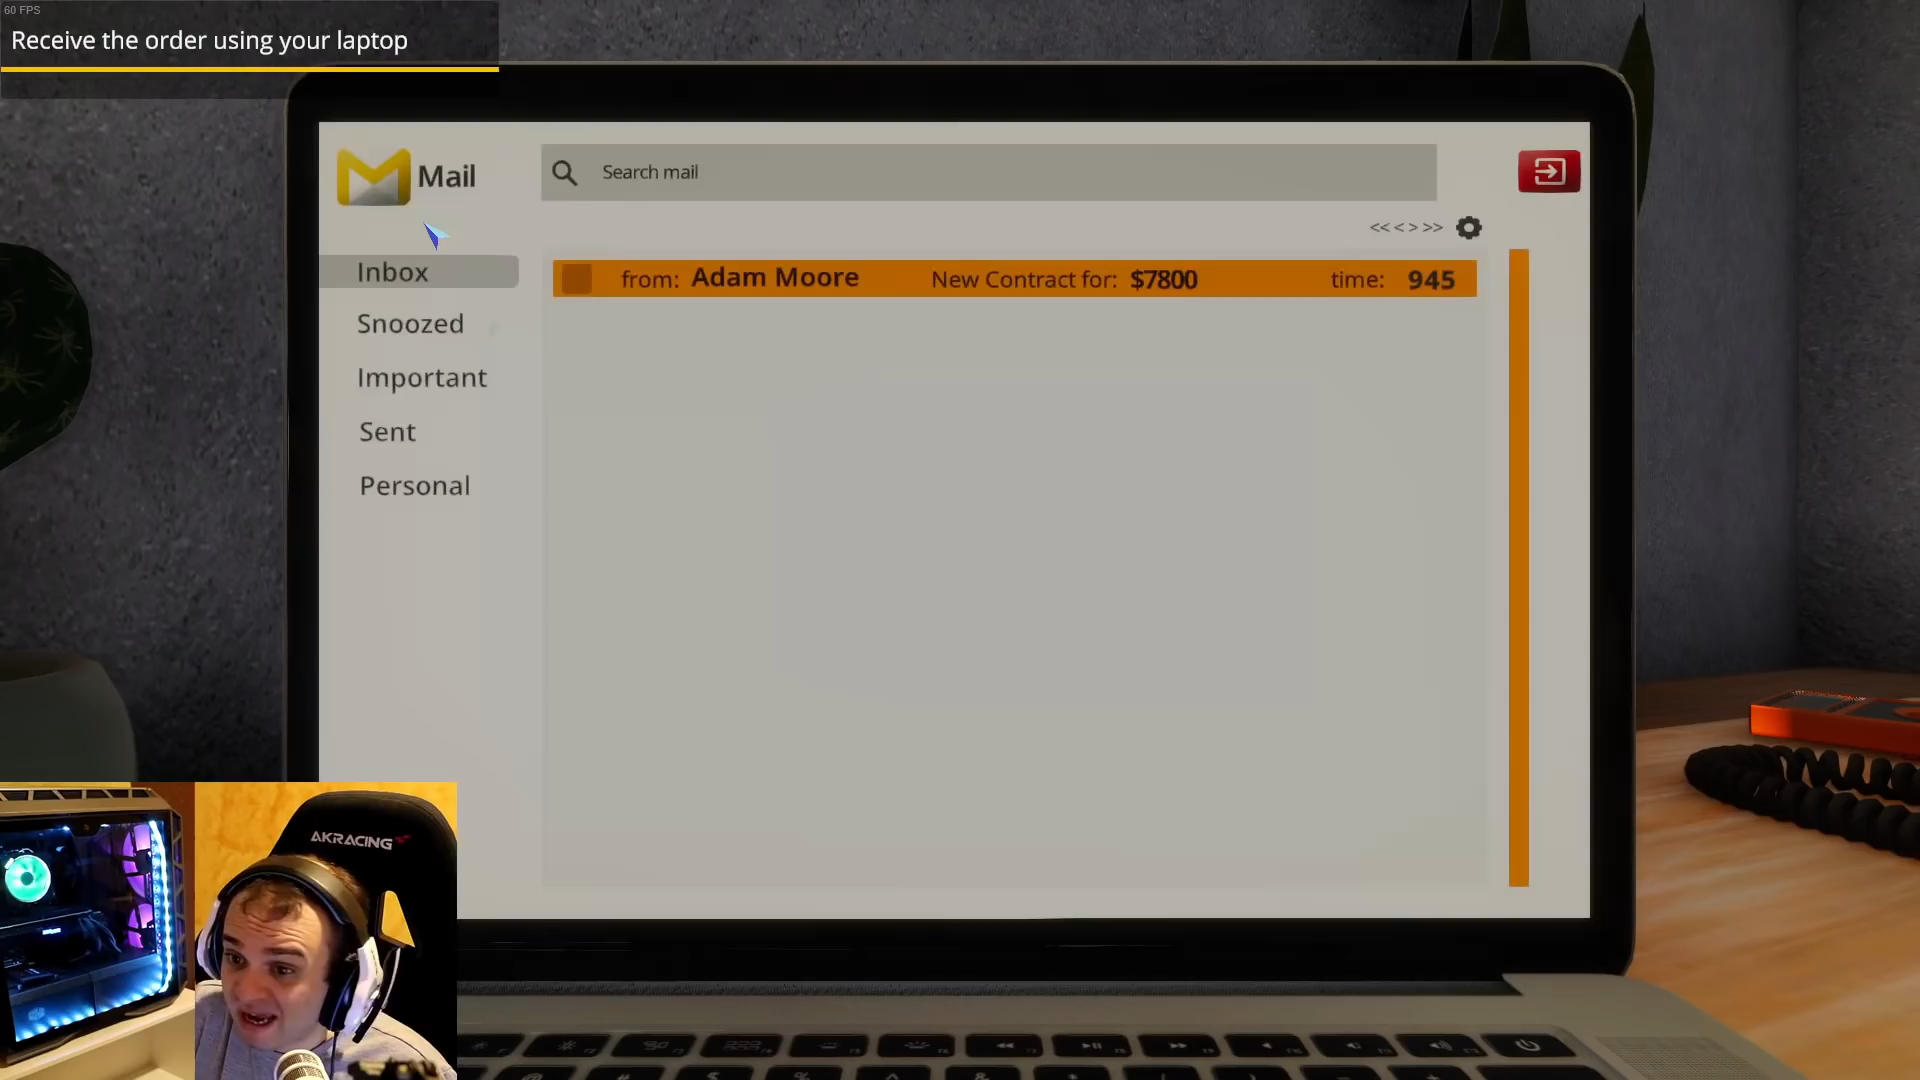 60 FPS
Receive the order using your laptop
Mail
Search mail
<< < > >>
Inbox
from: Adam Moore New Contract for: $7800 time: 945
Snoozed
Important
Sent
Personal
AKRACING